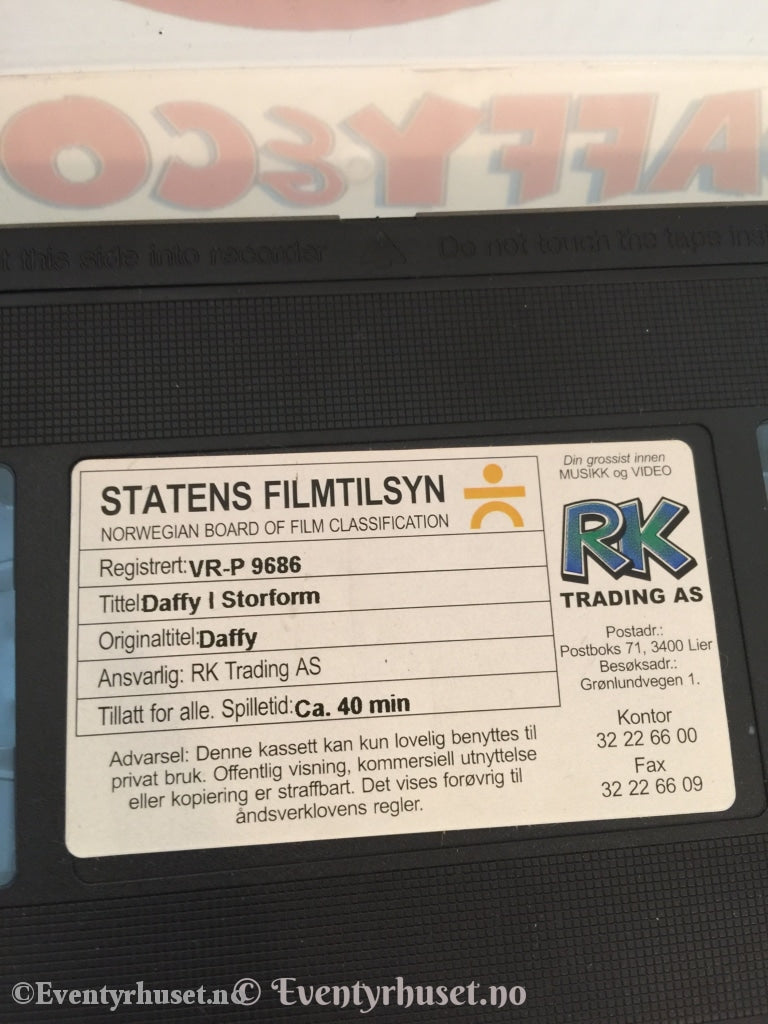 AFFY & CO
t this side into recorder Do not touch the tape ins
STATENS FILMTILSYN
NORWEGIAN BOARD OF FILM CLASSIFICATION
Registrert: VR-P 9686
Tittel Daffy I Storform
Originaltitel: Daffy
Ansvarlig: RK Trading AS
Tillatt for alle. Spilletid: Ca. 40 min
Advarsel: Denne kassett kan kun lovelig benyttes til
privat bruk. Offentlig visning, kommersiell utnyttelse
eller kopiering er straffbart. Det vises forøvrig til
åndsverklovens regler.
Din grossist innen
MUSIKK og VIDEO
RK
TRADING AS
Postadr.:
Postboks 71, 3400 Lier
Besøksadr.:
Grønlundvegen 1.
Kontor
32 22 66 00
Fax
32 22 66 09
©Eventyrhuset.no © Eventyrhuset.no